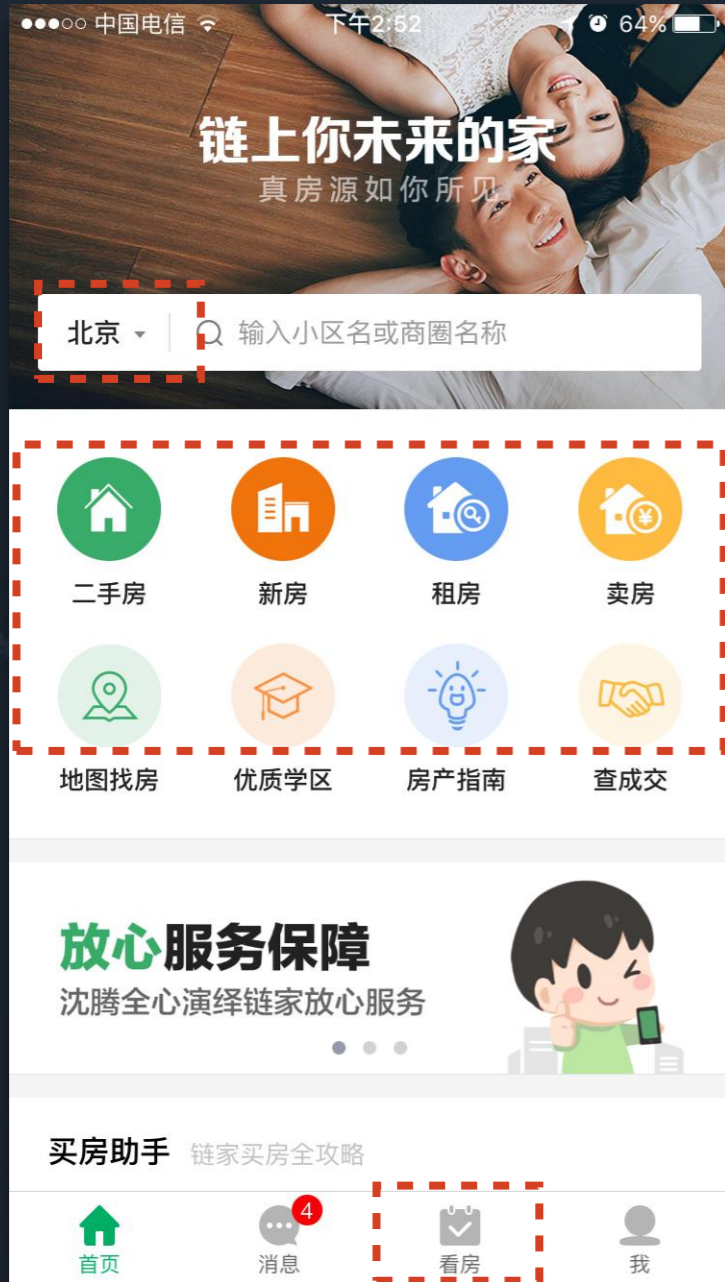 中国电信 下午2:52 64%
链上你未来的家
真房源如你所见
北京 输入小区名或商圈名称
二手房 新房 租房 卖房
地图找房 优质学区 房产指南 查成交
放心服务保障
沈腾全心演绎链家放心服务
买房助手 链家买房全攻略
4
首页 消息 看房 我